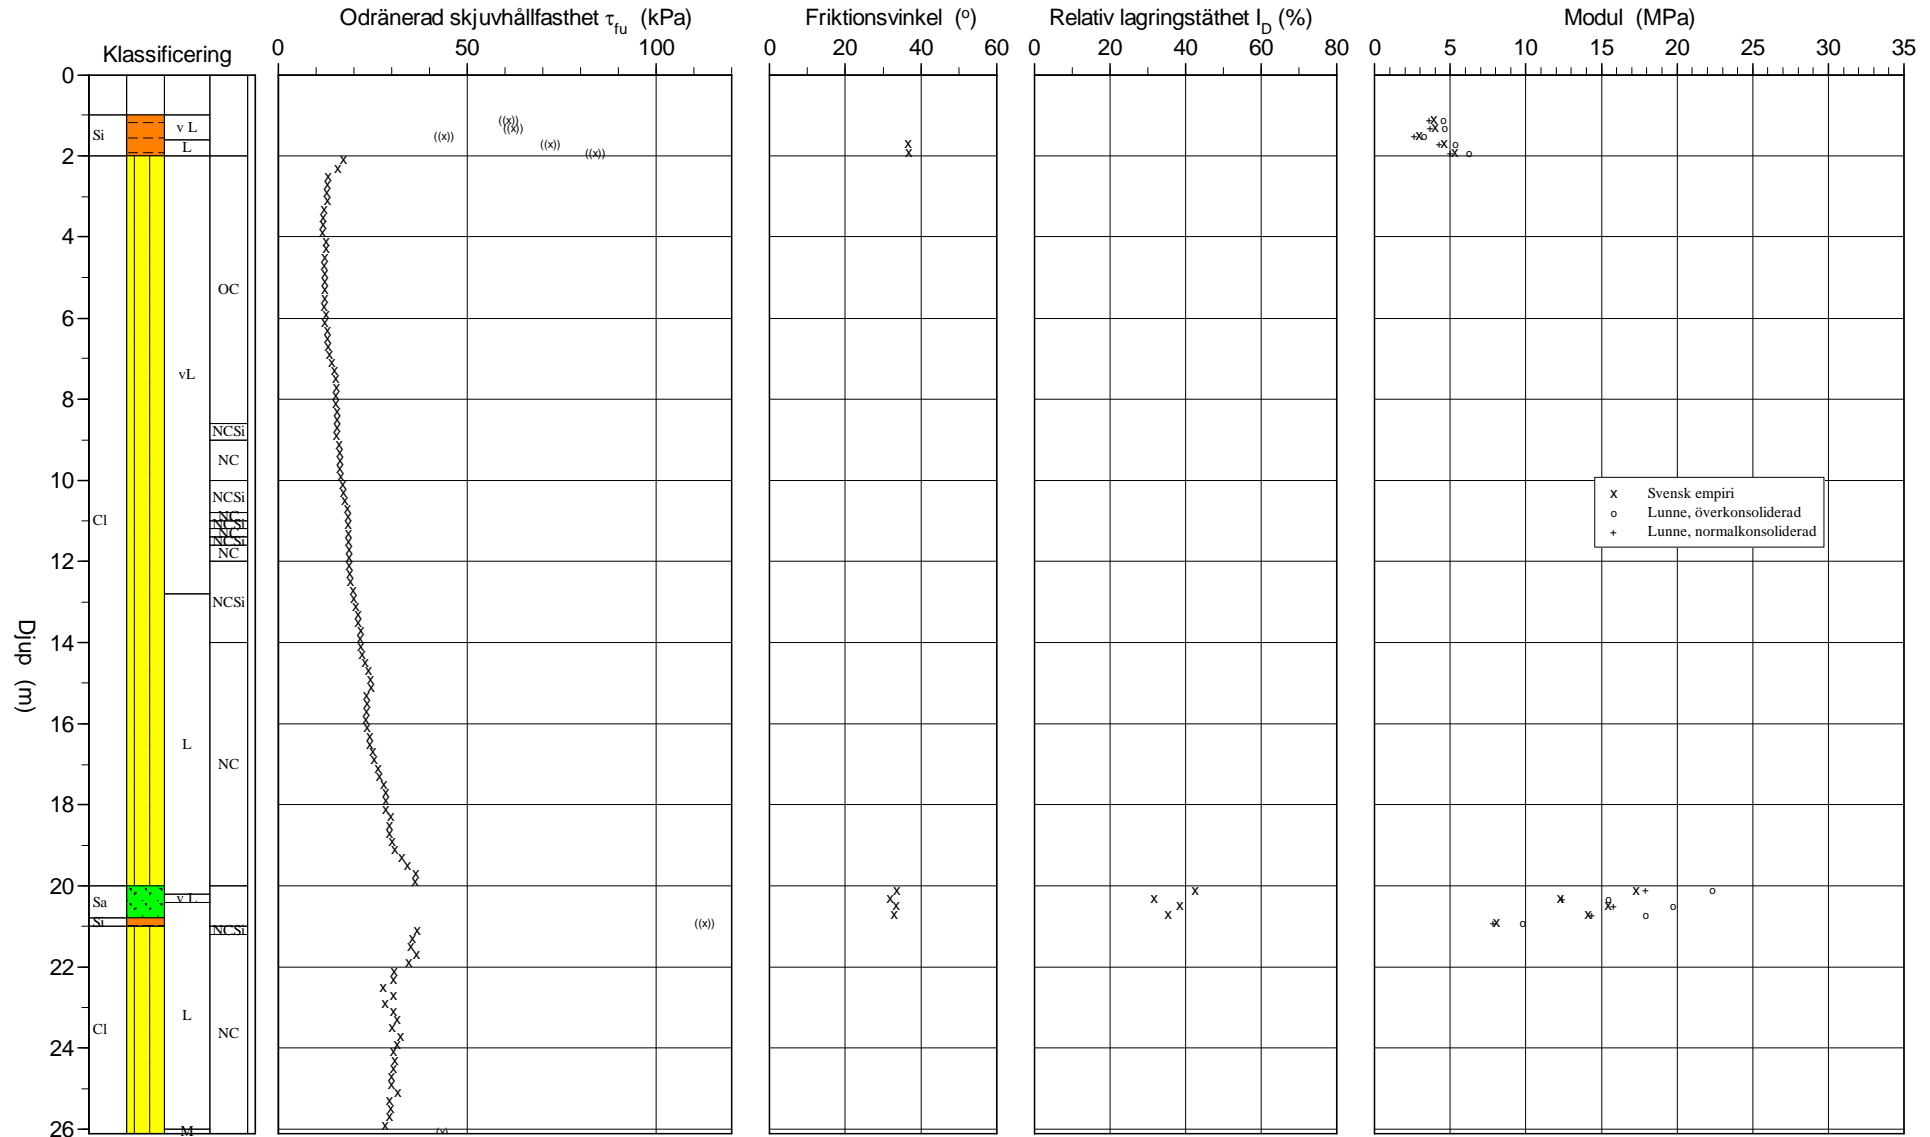 Odränerad skjuvhållfasthet τfu (kPa)
Friktionsvinkel (o)
Relativ lagringstäthet ID (%)
Modul (MPa)
Klassificering
0 50 100
0 20 40 60
0 20 40 60 80
0 5 10 15 20 25 30 35
Djup (m)
0
2
4
6
8
10
12
14
16
18
20
22
24
26
Si
Cl
Sa
Si
Cl
v L
L
vL
L
v L
L
M
OC
NCSi
NC
NCSi
NC
NCSi
NC
NCSi
NC
NCSi
NC
NCSi
NC
((x))
((x))
((x))
((x))
((x))
((x))
x Svensk empiri
o Lunne, överkonsoliderad
+ Lunne, normalkonsoliderad